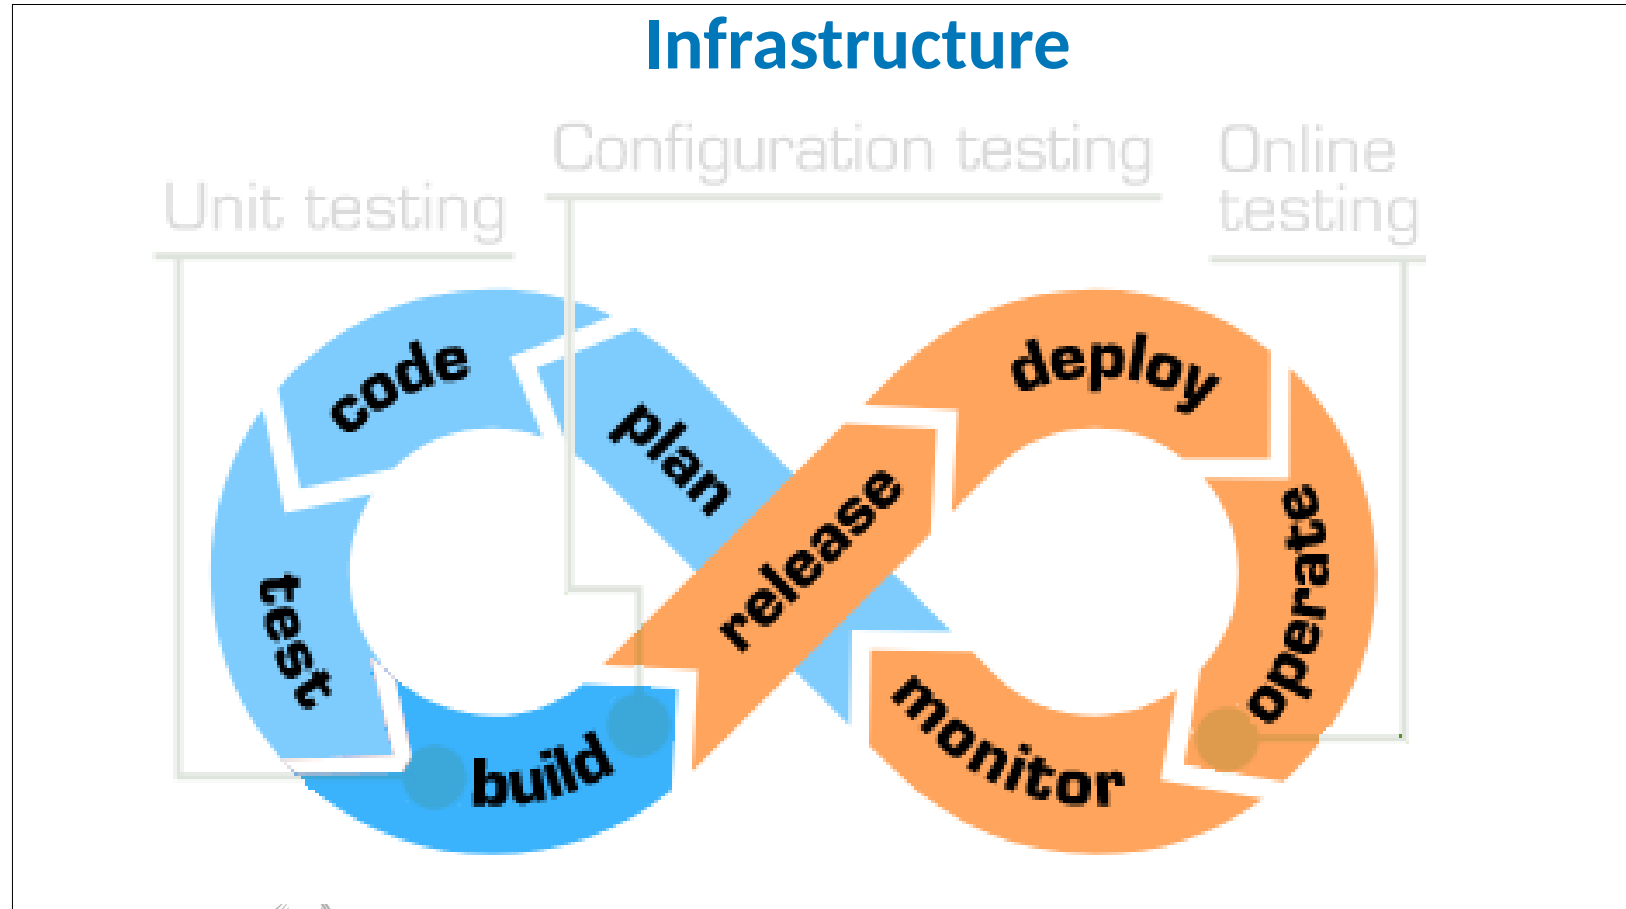 Infrastructure
Configuration testing
Online
testing
Unit testing
code
plan
deploy
release
operate
test
build
monitor